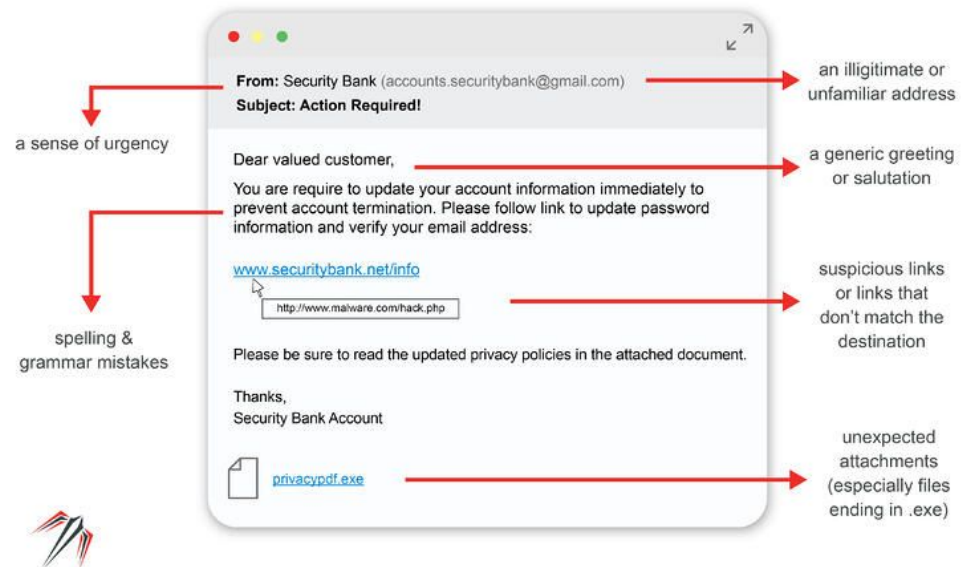 From: Security Bank (accounts.securitybank@gmail.com)
Subject: Action Required!
an illigitimate or
unfamiliar address
a sense of urgency
Dear valued customer,
a generic greeting
or salutation
You are require to update your account information immediately to
prevent account termination. Please follow link to update password
information and verify your email address:
www.securitybank.net/info
http://www.malware.com/hack.php
suspicious links
or links that
don't match the
destination
spelling &
grammar mistakes
Please be sure to read the updated privacy policies in the attached document.
Thanks,
Security Bank Account
privacypdf.exe
unexpected
attachments
(especially files
ending in .exe)